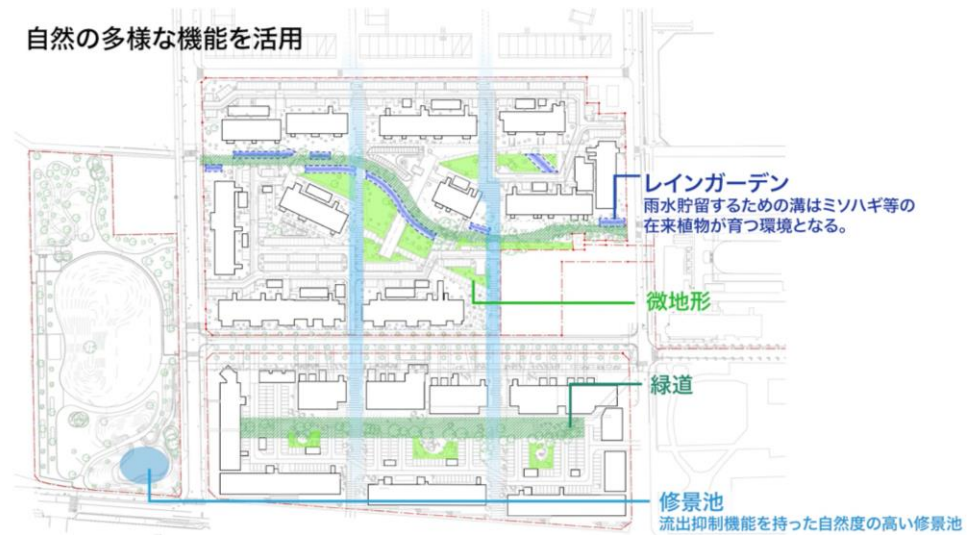 自然の多様な機能を活用
レインガーデン
雨水貯留するための溝はミソハギ等の
在来植物が育つ環境となる。
微地形
緑道
修景池
流出抑制機能を持った自然度の高い修景池